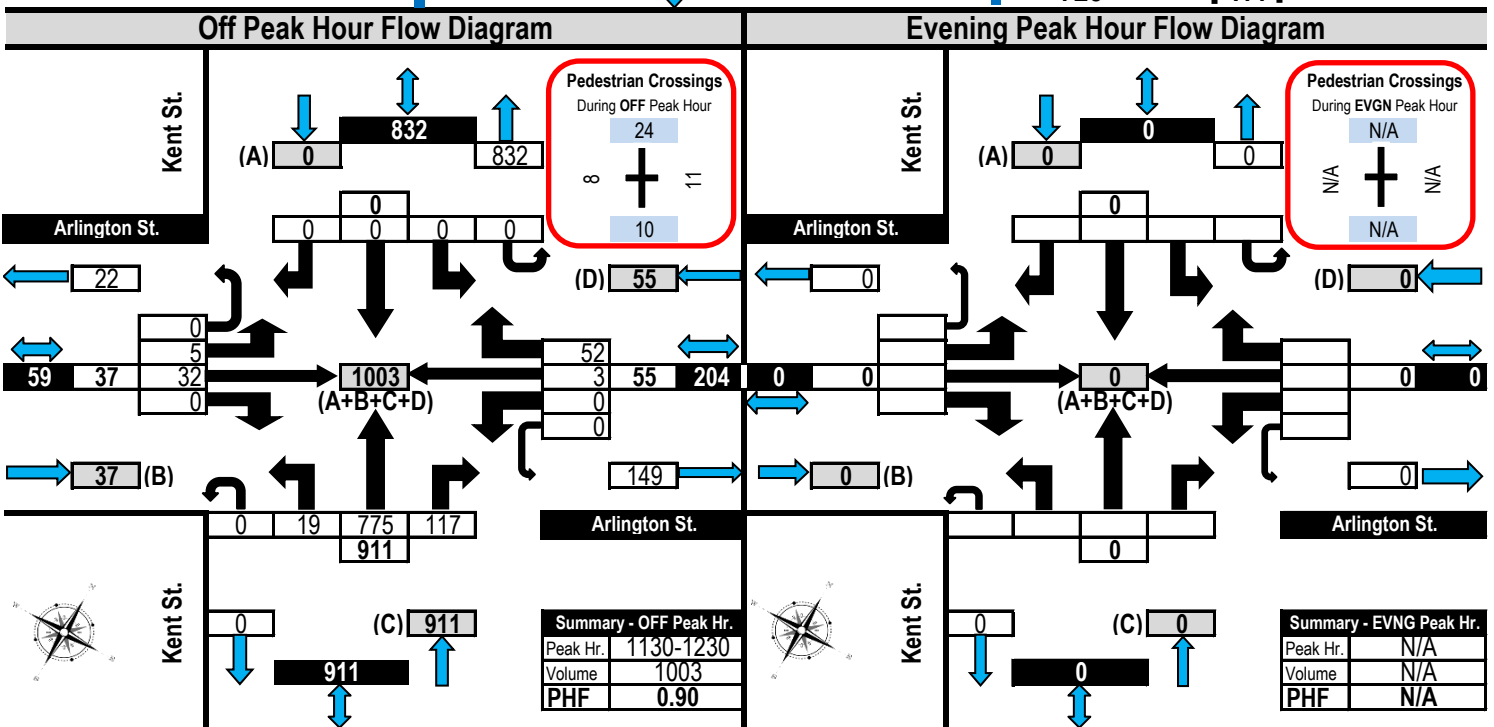 Off Peak Hour Flow Diagram
Kent St.
Pedestrian Crossings
During OFF Peak Hour
24
8
11
10
832
(A) 0
832
0
0 0 0 0
Arlington St.
22
(D) 55
0
5
32
0
59 37
1003
(A+B+C+D)
52
3
0
0
55 204
37 (B)
149
0 19 775 117
911
Arlington St.
Kent St.
0
(C) 911
911
Summary - OFF Peak Hr.
Peak Hr. 1130-1230
Volume 1003
PHF 0.90
Evening Peak Hour Flow Diagram
Kent St.
Pedestrian Crossings
During EVGN Peak Hour
N/A
N/A
N/A
N/A
0
(A) 0
0
0
Arlington St.
0
(D) 0
0 0
0
(A+B+C+D)
0 0
0 (B)
0
0
Arlington St.
Kent St.
0
(C) 0
0
Summary - EVNG Peak Hr.
Peak Hr. N/A
Volume N/A
PHF N/A